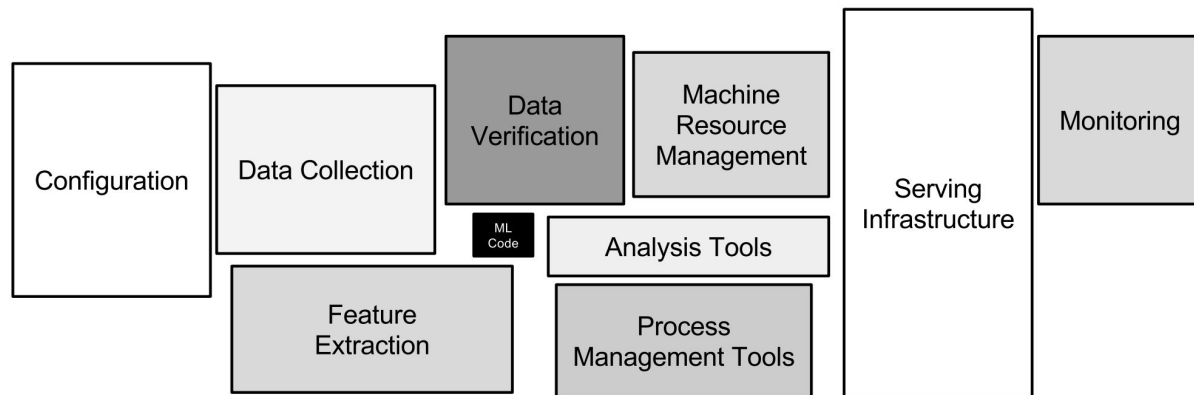 Configuration
Data Collection
Feature
Extraction
Data
Verification
ML
Code
Machine
Resource
Management
Analysis Tools
Process
Management Tools
Serving
Infrastructure
Monitoring